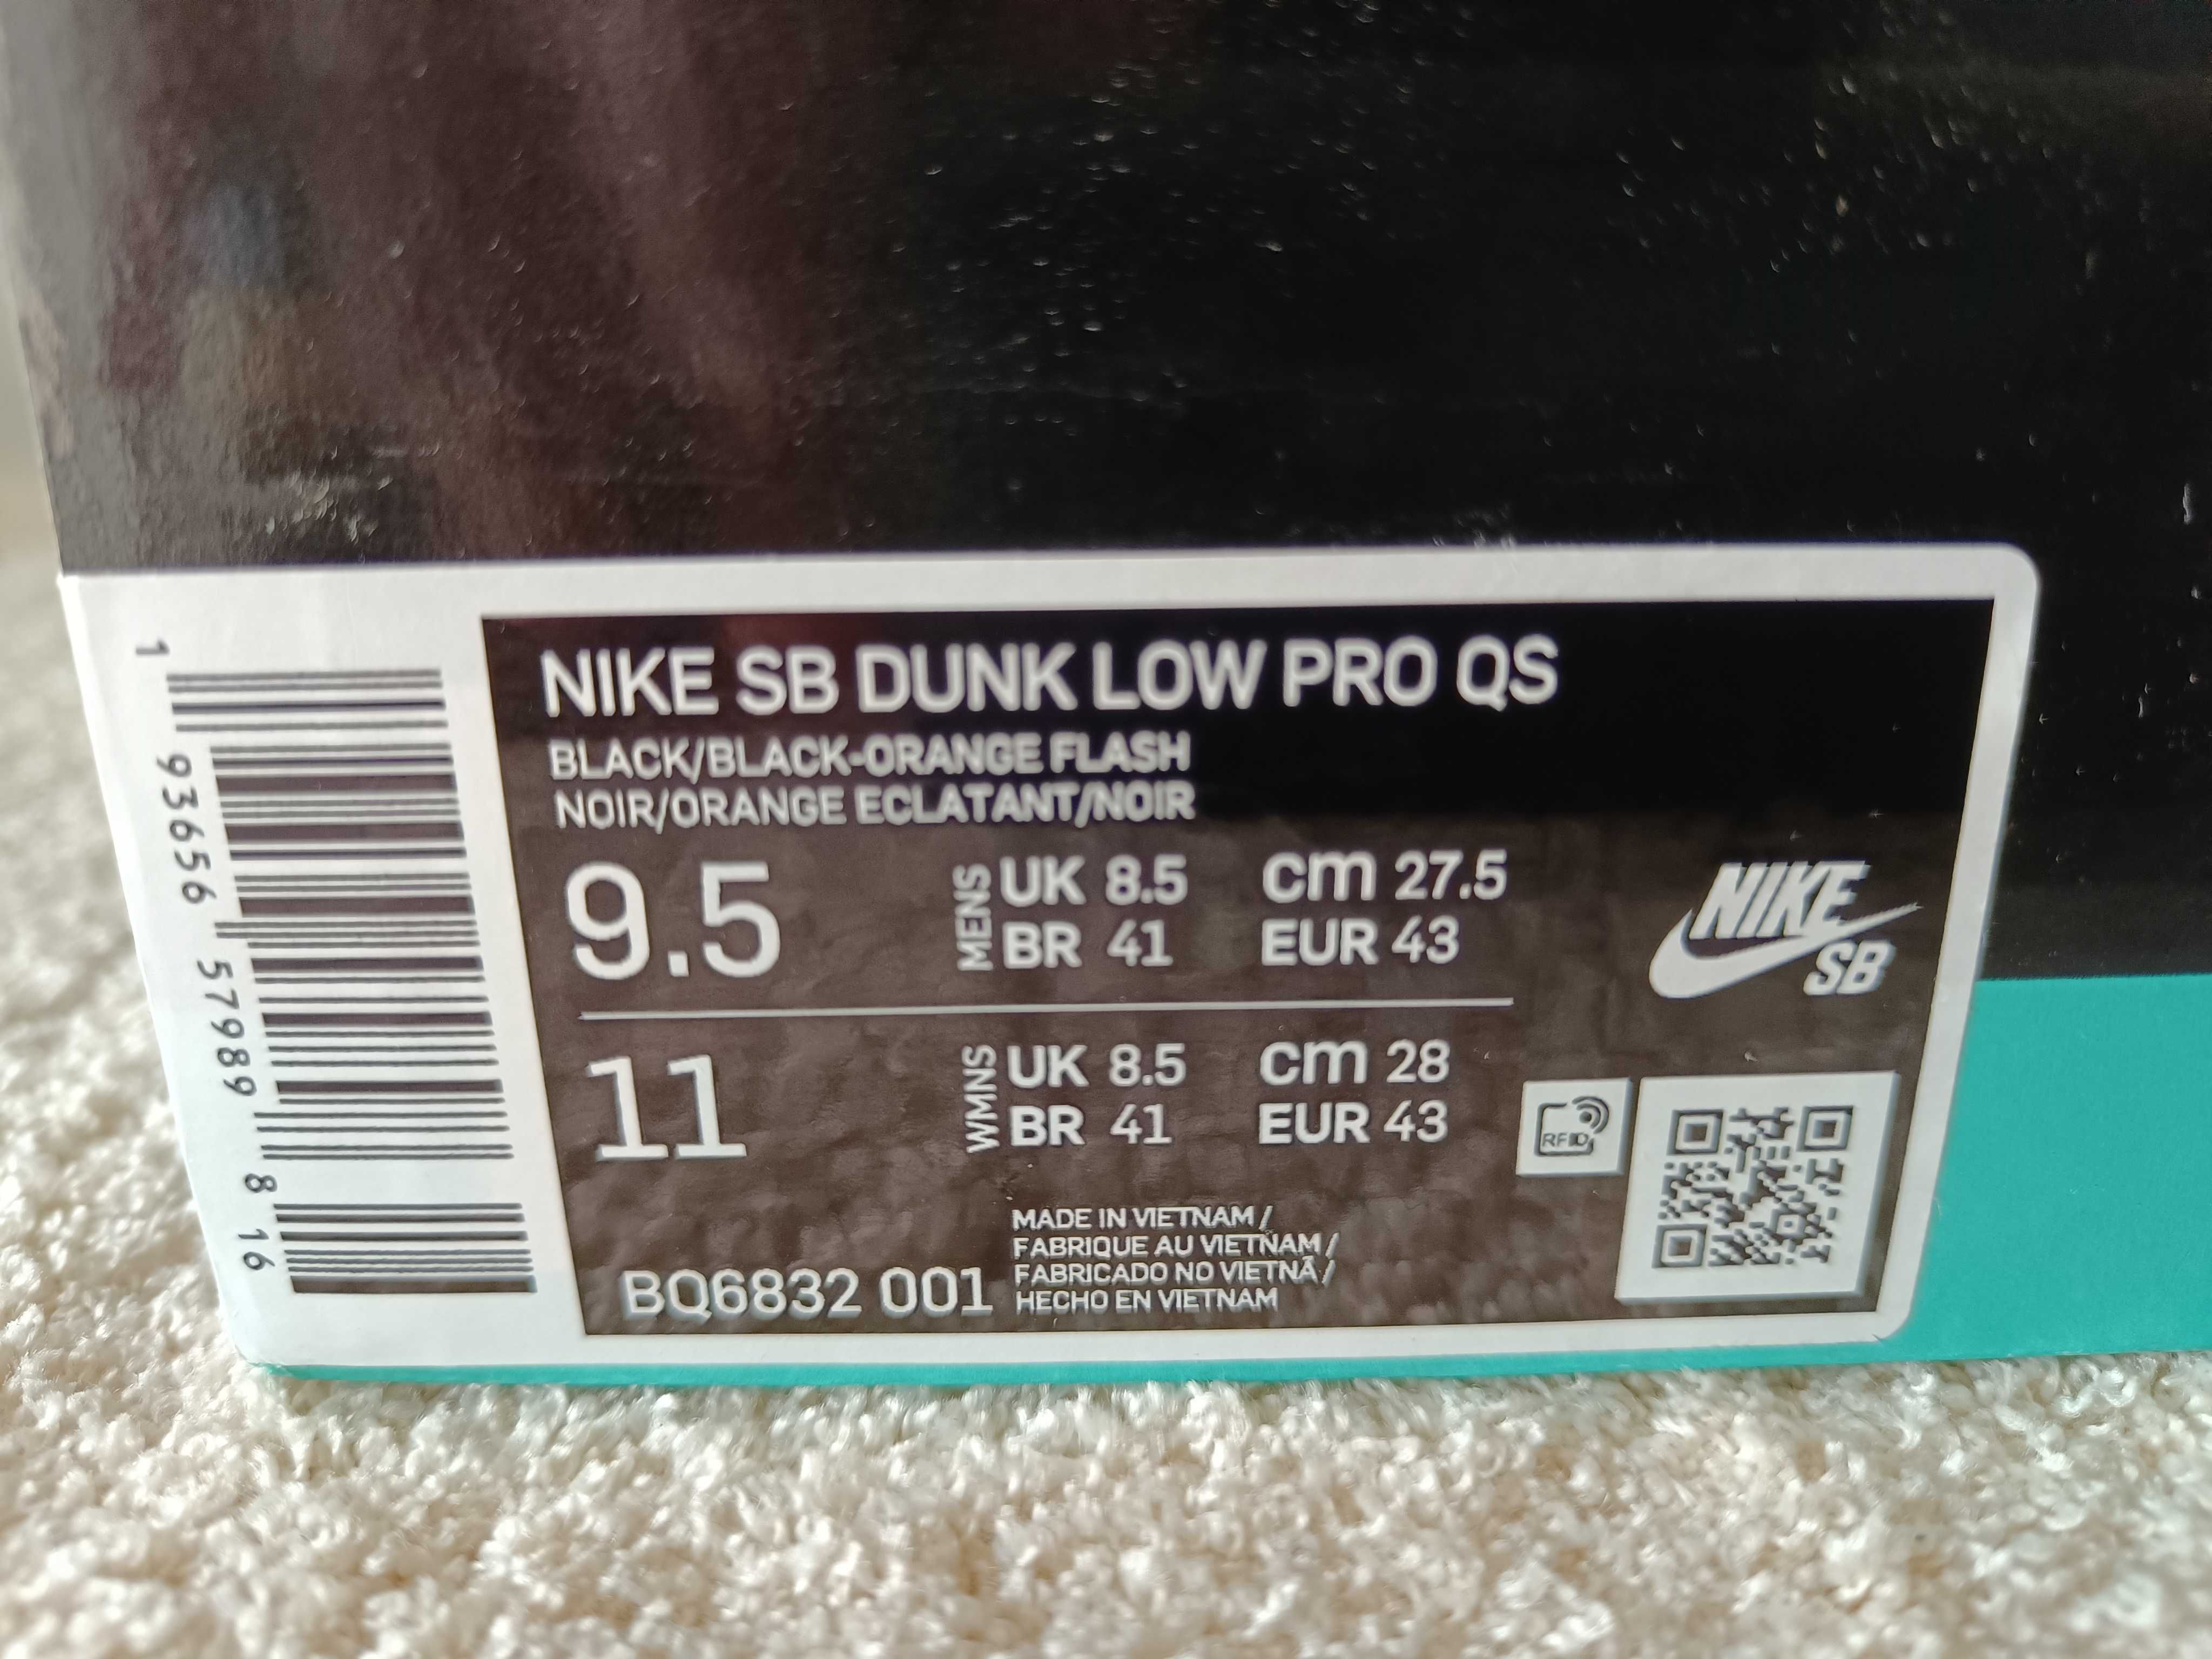 NIKE SB DUNK LOW PRO QS
BLACK/BLACK-ORANGE FLASH
NOIR/ORANGE ECLATANT/NOIR
9.5
MENS
UK 8.5 cm 27.5
BR 41 EUR 43
11
WMNS
UK 8.5 cm 28
BR 41 EUR 43
NIKE
SB
RFID
BQ6832 001
MADE IN VIETNAM /
FABRIQUE AU VIETNAM /
FABRICADO NO VIETNÃ /
HECHO EN VIETNAM
1 93656 57989 8 16